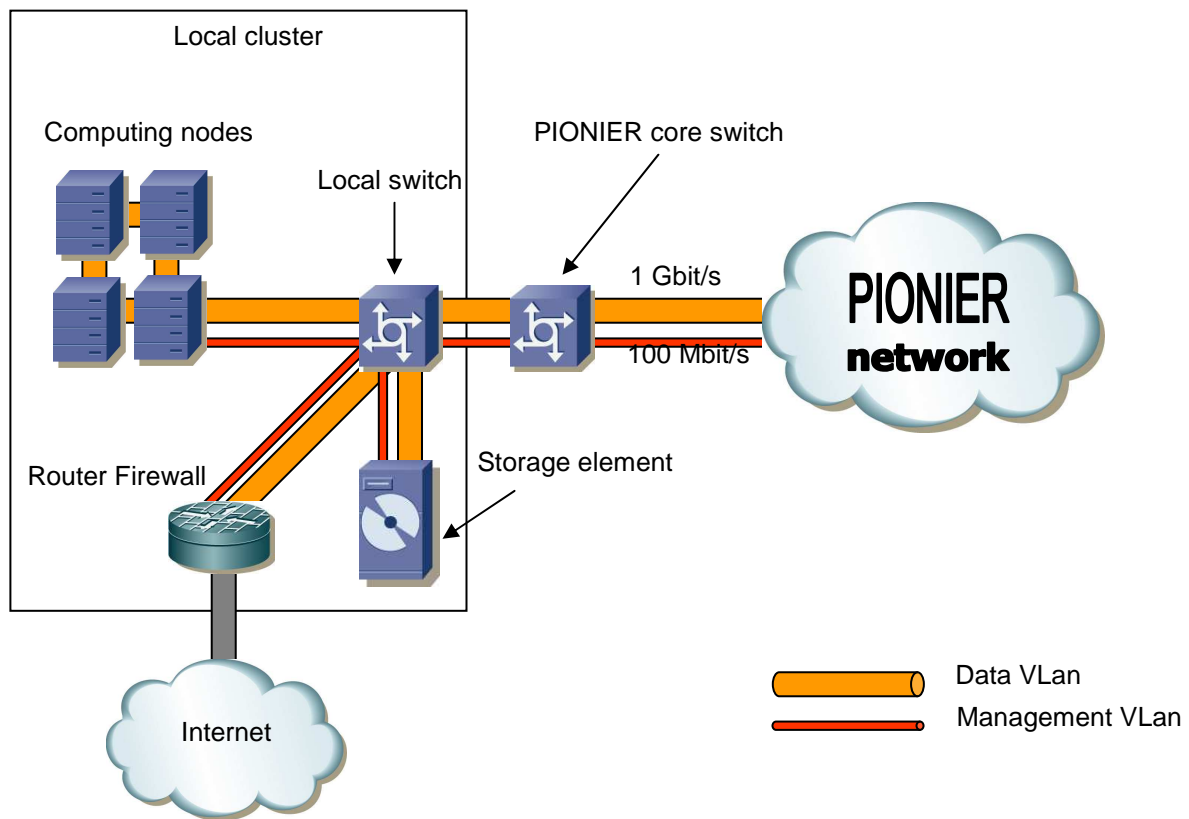 Local cluster
Computing nodes
PIONIER core switch
Local switch
1 Gbit/s
PIONIER
network
100 Mbit/s
Storage element
Router Firewall
Data VLan
Management VLan
Internet